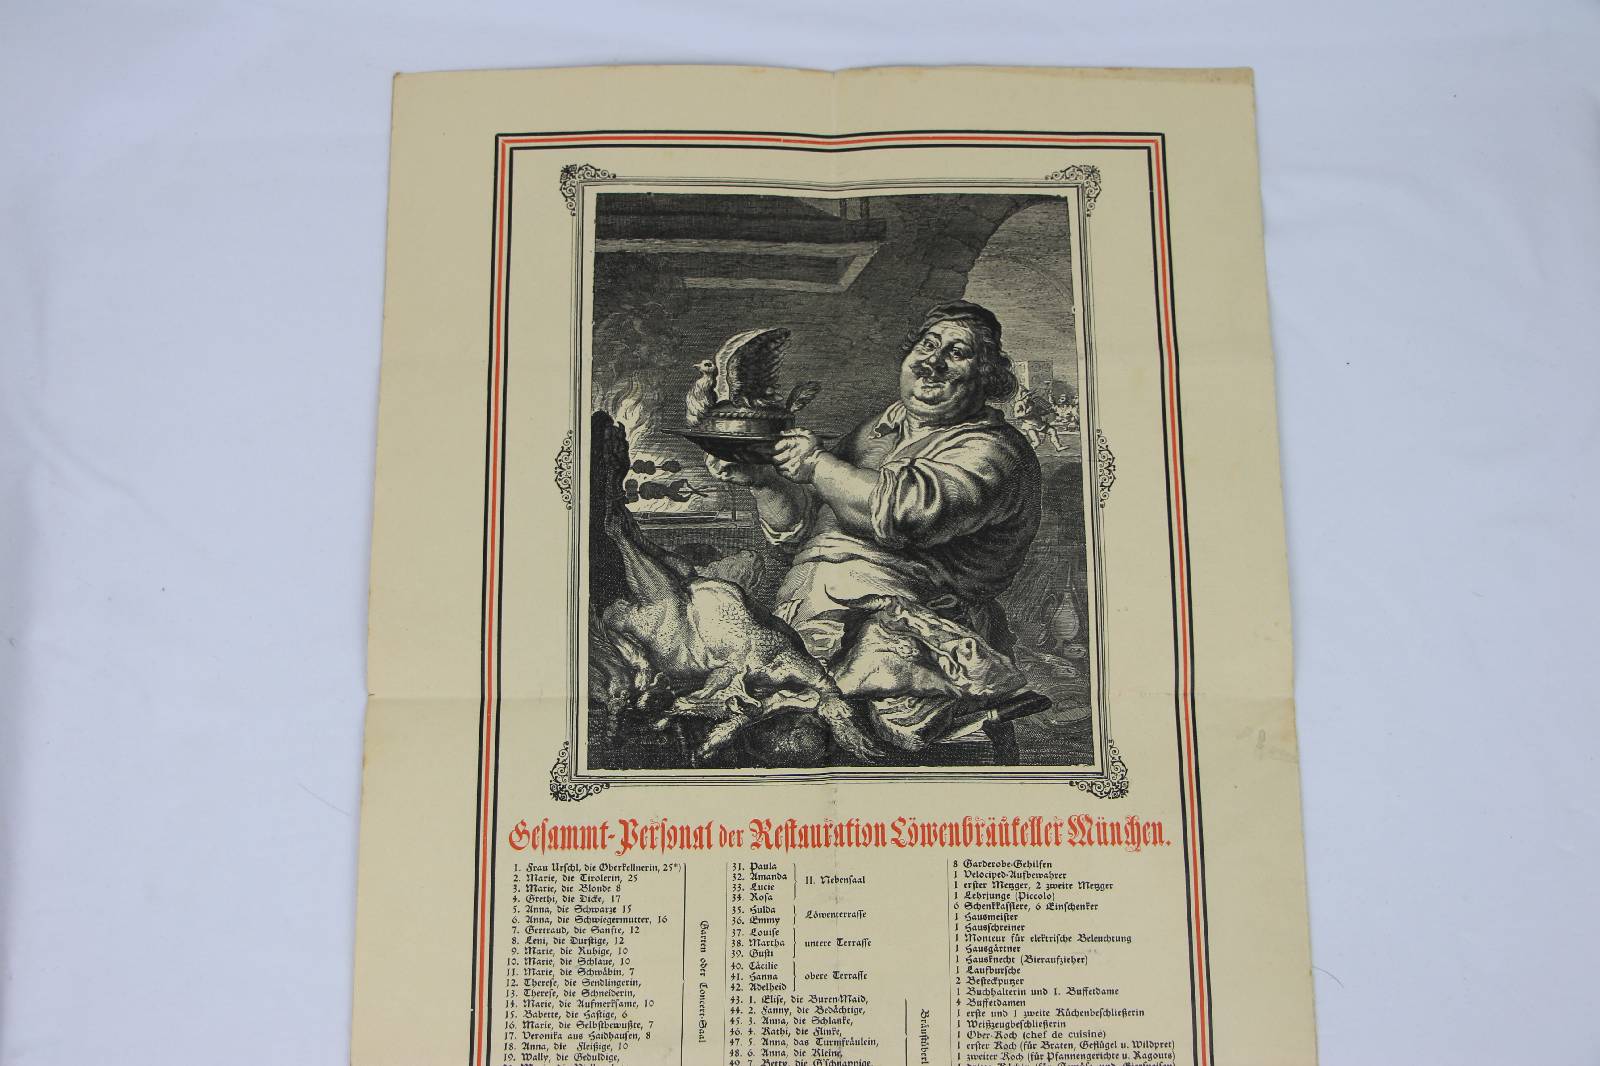 Gesammt-Personal der Restauration Löwenbräukeller München.
1. Frau Urschl, die Oberkellnerin, 25*)
2. Marie, die Tirolerin, 25
3. Marie, die Blonde 8
4. Grethi, die Dicke, 17
5. Anna, die Schwarze 15
6. Anna, die Schwiegermutter, 16
7. Gertraud, die Sanfte, 12
8. Leni, die Durstige, 12
9. Marie, die Ruhige, 10
10. Marie, die Schlaue, 10
11. Marie, die Schwäbin, 7
12. Therese, die Sendlingerin,
13. Therese, die Schneiderin,
14. Marie, die Aufmerksame, 10
15. Babette, die Hastige, 6
16. Marie, die Selbstbewußte, 7
17. Veronika aus Haidhausen, 8
18. Anna, die Fleißige, 10
19. Wally, die Geduldige,
Garten oder Concert-Saal
31. Paula
32. Amanda
33. Lucie
34. Rosa
II. Nebensaal
35. Hulda
36. Emmy
Löwenterrasse
37. Louise
38. Martha
39. Gusti
untere Terrasse
40. Cäcilie
41. Hanna
42. Adelheid
obere Terrasse
43. 1. Elise, die Buren-Maid,
44. 2. Fanny, die Bedächtige,
45. 3. Anna, die Schlanke,
46. 4. Kathi, die Flinke,
47. 5. Anna, das Turmfräulein,
48. 6. Anna, die Kleine,
49. 7. Betty, die G'schnappige,
Bräustüberl
8 Garderobe-Gehilfen
1 Velociped-Aufbewahrer
1 erster Metzger, 2 zweite Metzger
1 Lehrjunge (Piccolo)
6 Schenkkassiere, 6 Einschenker
1 Hausmeister
1 Hausschreiner
1 Monteur für elektrische Beleuchtung
1 Hausgärtner
1 Hausknecht (Bieraufzieher)
1 Laufbursche
2 Besteckputzer
1 Buchhalterin und 1. Buffetdame
4 Buffetdamen
1 erste und 1 zweite Küchenbeschließerin
1 Weißzeugbeschließerin
1 Ober-Koch (chef de cuisine)
1 erster Koch (für Braten, Geflügel u. Wildpret)
1 zweiter Koch (für Pfannengerichte u. Ragouts)